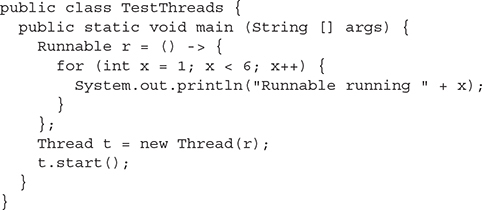 public class TestThreads {
  public static void main (String [] args) {
    Runnable r = () -> {
      for (int x = 1; x < 6; x++) {
        System.out.println("Runnable running " + x);
      }
    };
    Thread t = new Thread(r);
    t.start();
  }
}